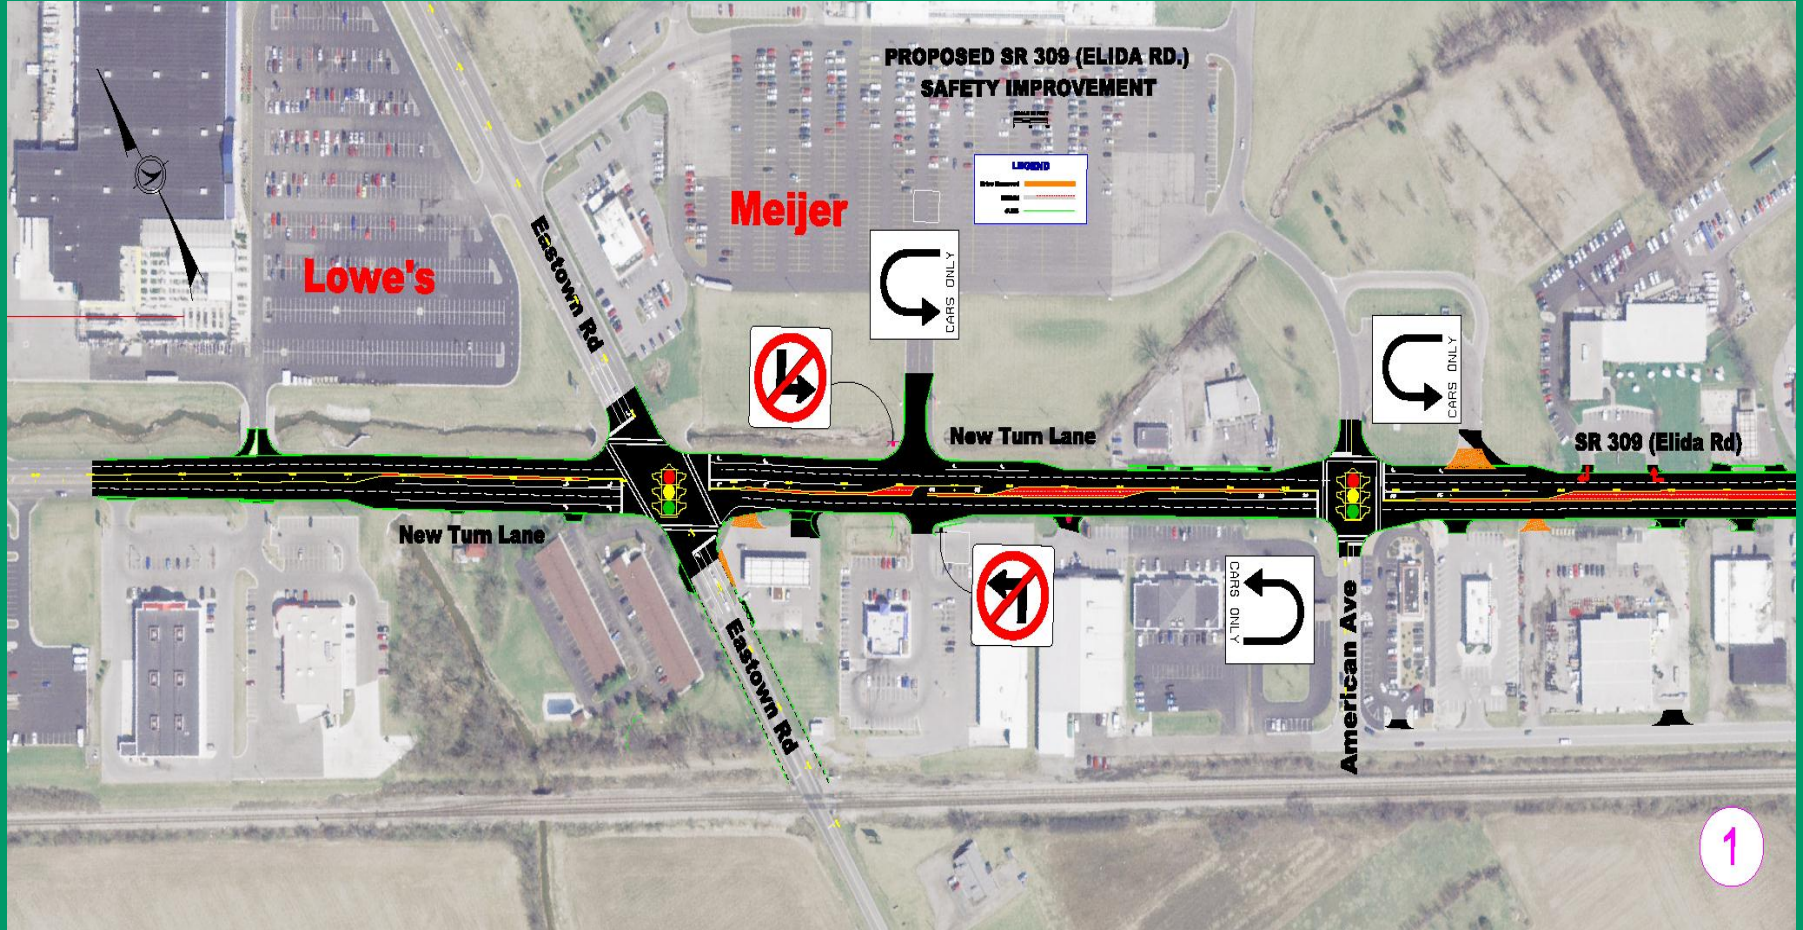 PROPOSED SR 309 (ELIDA RD.)
SAFETY IMPROVEMENT
LEGEND
Meijer
Lowe's
Eastown Rd
CARS ONLY
CARS ONLY
New Turn Lane
SR 309 (Elida Rd)
New Turn Lane
CARS ONLY
American Ave
Eastown Rd
1